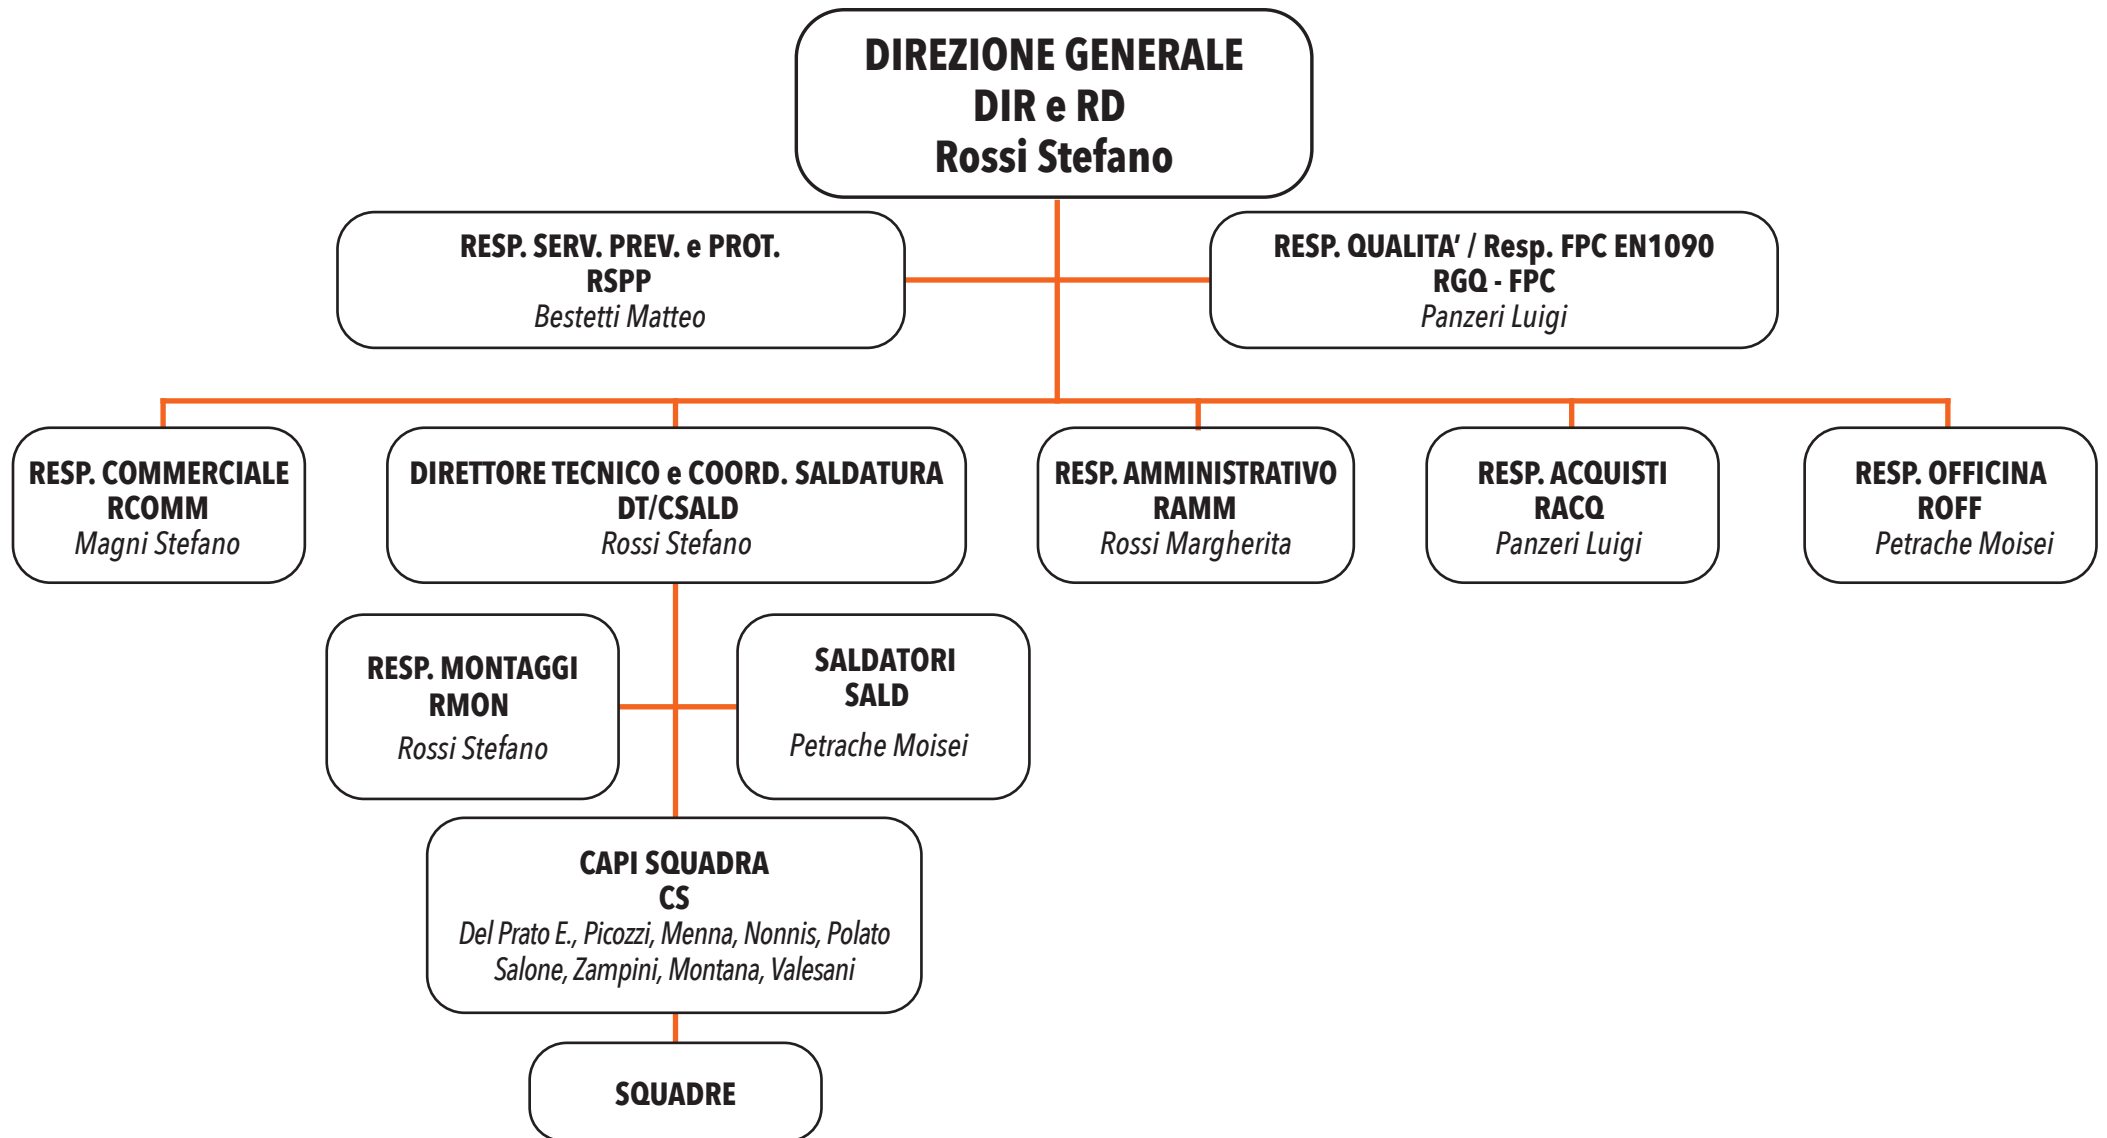 DIREZIONE GENERALE
DIR e RD
Rossi Stefano
RESP. SERV. PREV. e PROT.
RSPP
Bestetti Matteo
RESP. QUALITA’ / Resp. FPC EN1090
RGQ - FPC
Panzeri Luigi
RESP. COMMERCIALE
RCOMM
Magni Stefano
DIRETTORE TECNICO e COORD. SALDATURA
DT/CSALD
Rossi Stefano
RESP. AMMINISTRATIVO
RAMM
Rossi Margherita
RESP. ACQUISTI
RACQ
Panzeri Luigi
RESP. OFFICINA
ROFF
Petrache Moisei
RESP. MONTAGGI
RMON
Rossi Stefano
SALDATORI
SALD
Petrache Moisei
CAPI SQUADRA
CS
Del Prato E., Picozzi, Menna, Nonnis, Polato
Salone, Zampini, Montana, Valesani
SQUADRE